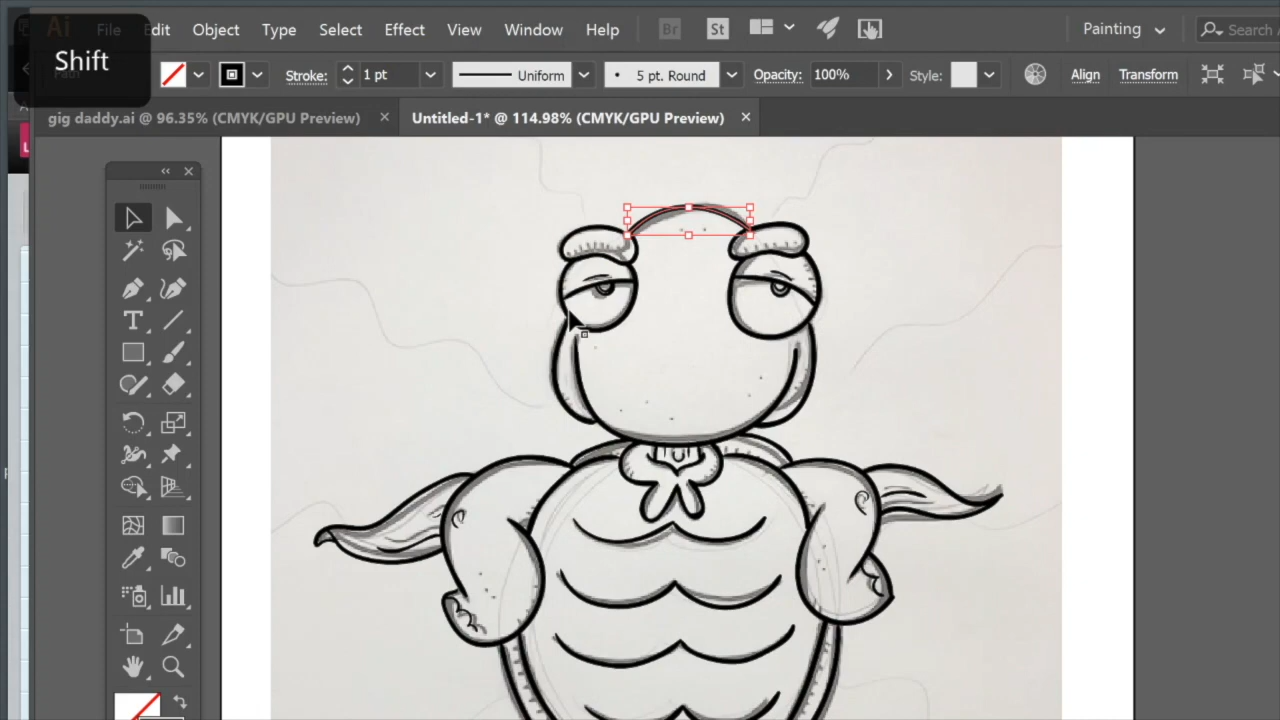 Ai File Edit Object Type Select Effect View Window Help Br St Painting Search
Shift
Stroke: 1 pt Uniform 5 pt. Round Opacity: 100% Style: Align Transform
gig daddy.ai @ 96.35% (CMYK/GPU Preview) × Untitled-1* @ 114.98% (CMYK/GPU Preview) ×